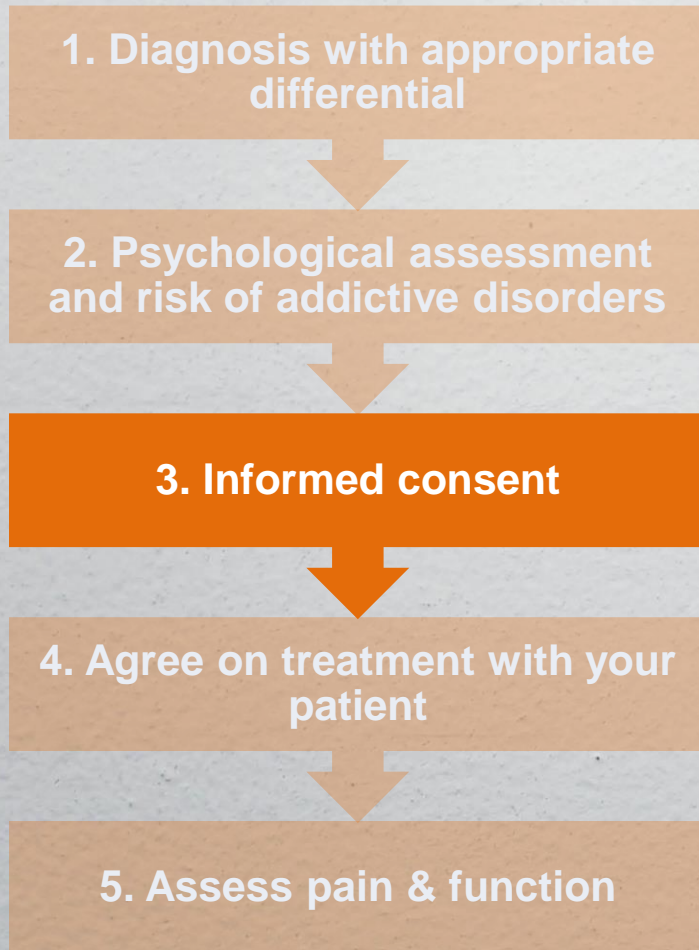 1. Diagnosis with appropriate
differential
2. Psychological assessment
and risk of addictive disorders
3. Informed consent
4. Agree on treatment with your
patient
5. Assess pain & function